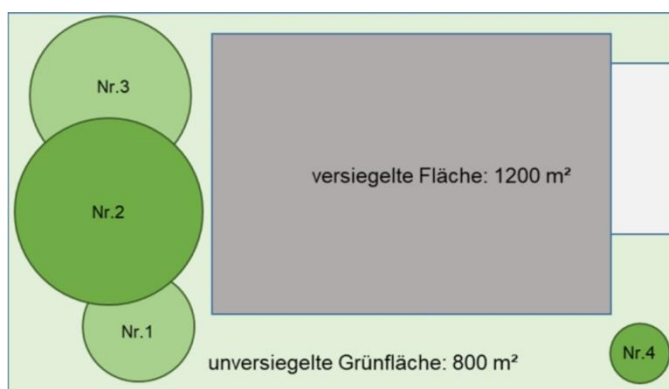 Nr.3
versiegelte Fläche: 1200 m²
Nr.2
Nr.1
unversiegelte Grünfläche: 800 m²
Nr.4